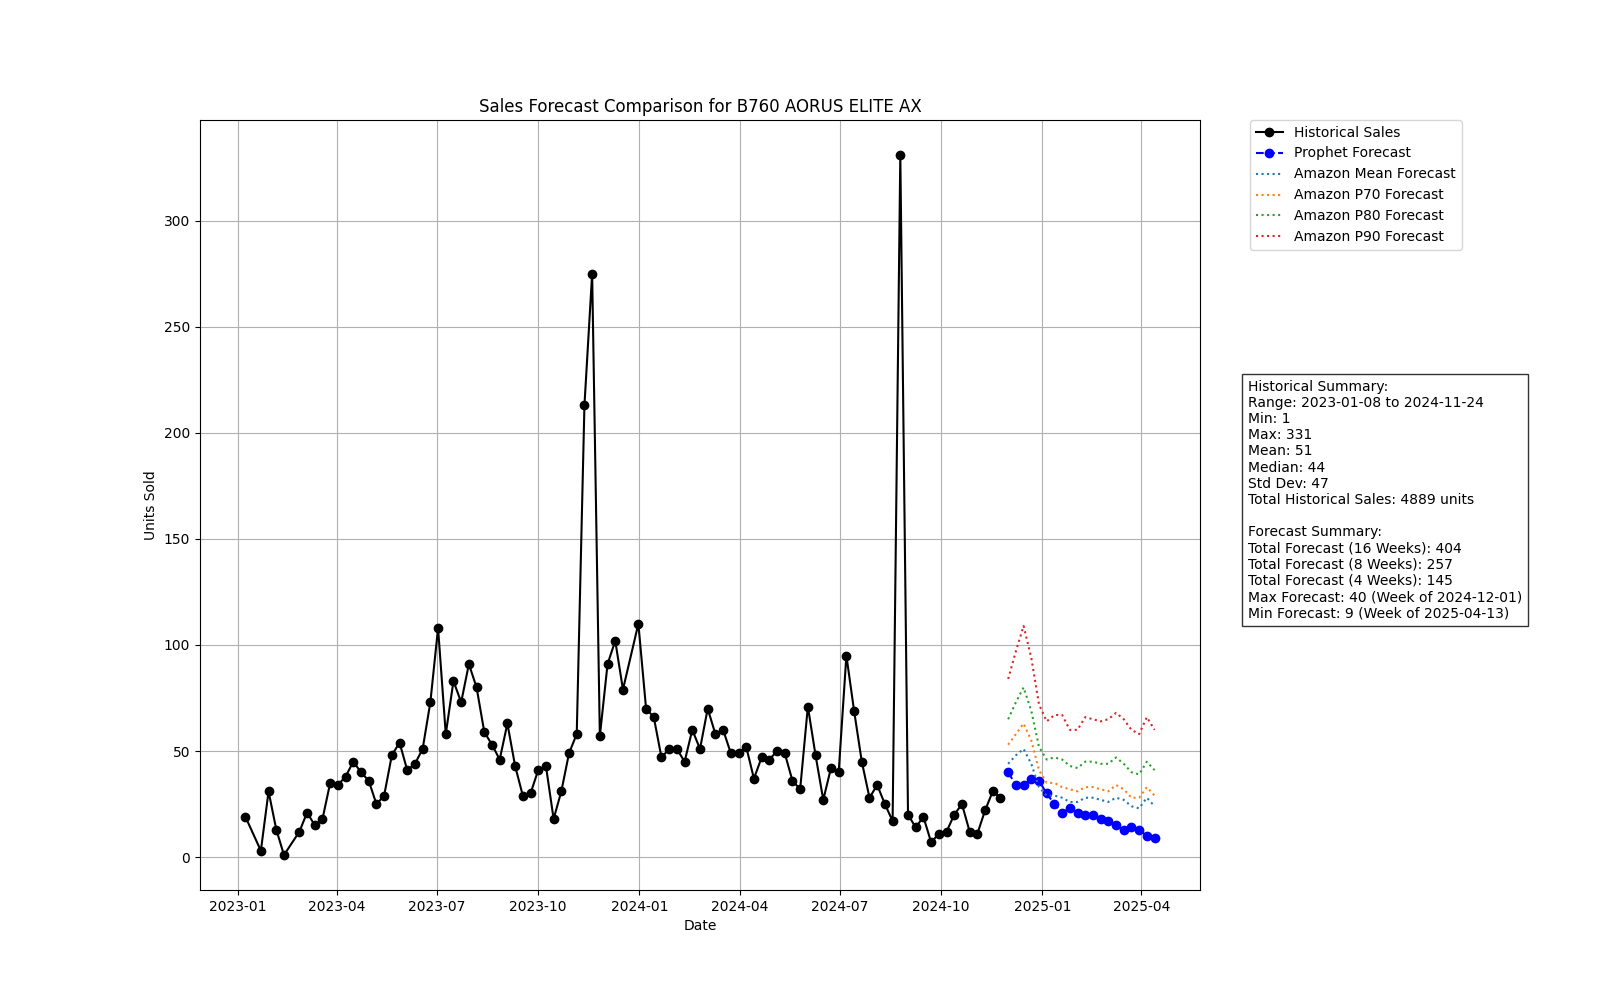 Sales Forecast Comparison for B760 AORUS ELITE AX
Units Sold
300
250
200
150
100
50
0
2023-01 2023-04 2023-07 2023-10 2024-01 2024-04 2024-07 2024-10 2025-01 2025-04
Date
Historical Sales
Prophet Forecast
Amazon Mean Forecast
Amazon P70 Forecast
Amazon P80 Forecast
Amazon P90 Forecast
Historical Summary:
Range: 2023-01-08 to 2024-11-24
Min: 1
Max: 331
Mean: 51
Median: 44
Std Dev: 47
Total Historical Sales: 4889 units
Forecast Summary:
Total Forecast (16 Weeks): 404
Total Forecast (8 Weeks): 257
Total Forecast (4 Weeks): 145
Max Forecast: 40 (Week of 2024-12-01)
Min Forecast: 9 (Week of 2025-04-13)